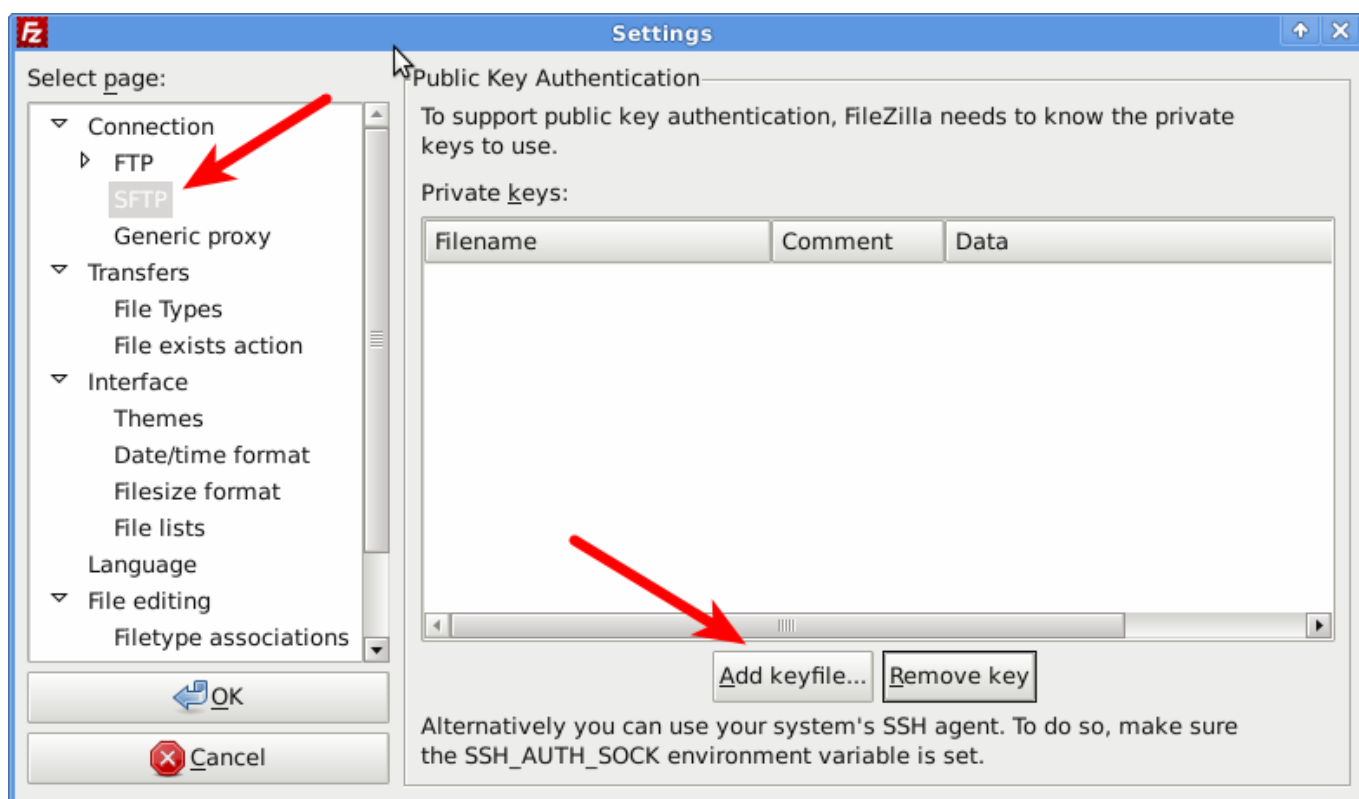 Fz
Settings
Select page:
Connection
FTP
SFTP
Generic proxy
Transfers
File Types
File exists action
Interface
Themes
Date/time format
Filesize format
File lists
Language
File editing
Filetype associations
OK
Cancel
Public Key Authentication
To support public key authentication, FileZilla needs to know the private
keys to use.
Private keys:
Filename Comment Data
Add keyfile... Remove key
Alternatively you can use your system's SSH agent. To do so, make sure
the SSH_AUTH_SOCK environment variable is set.